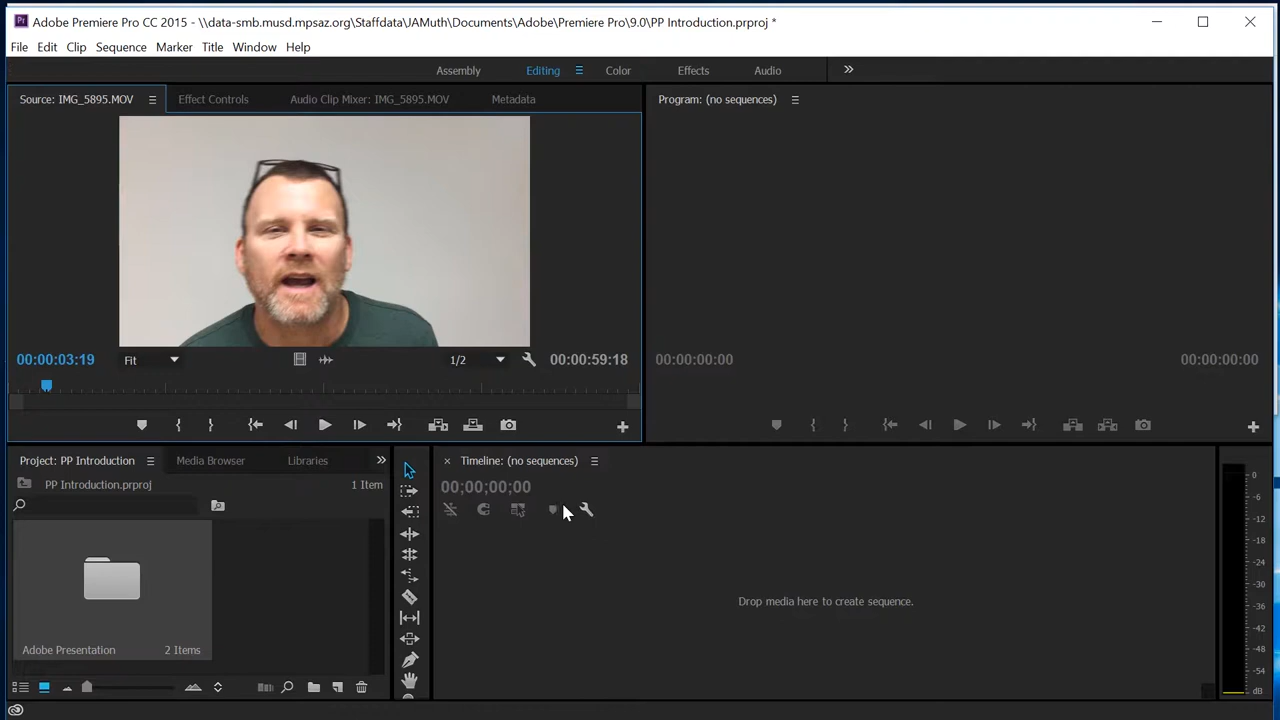 Pr Adobe Premiere Pro CC 2015 - \\data-smb.musd.mpsaz.org\Staffdata\JAMuth\Documents\Adobe\Premiere Pro\9.0\PP Introduction.prproj *
File Edit Clip Sequence Marker Title Window Help
Assembly Editing Color Effects Audio
Source: IMG_5895.MOV Effect Controls Audio Clip Mixer: IMG_5895.MOV Metadata
Program: (no sequences)
00:00:03:19 Fit 1/2 00:00:59:18
00:00:00:00 00:00:00:00
Project: PP Introduction Media Browser Libraries
Timeline: (no sequences)
PP Introduction.prproj 1 Item
00;00;00;00
Drop media here to create sequence.
Adobe Presentation 2 Items
0
-6
-12
-18
-24
-30
-36
-42
-48
-54
dB